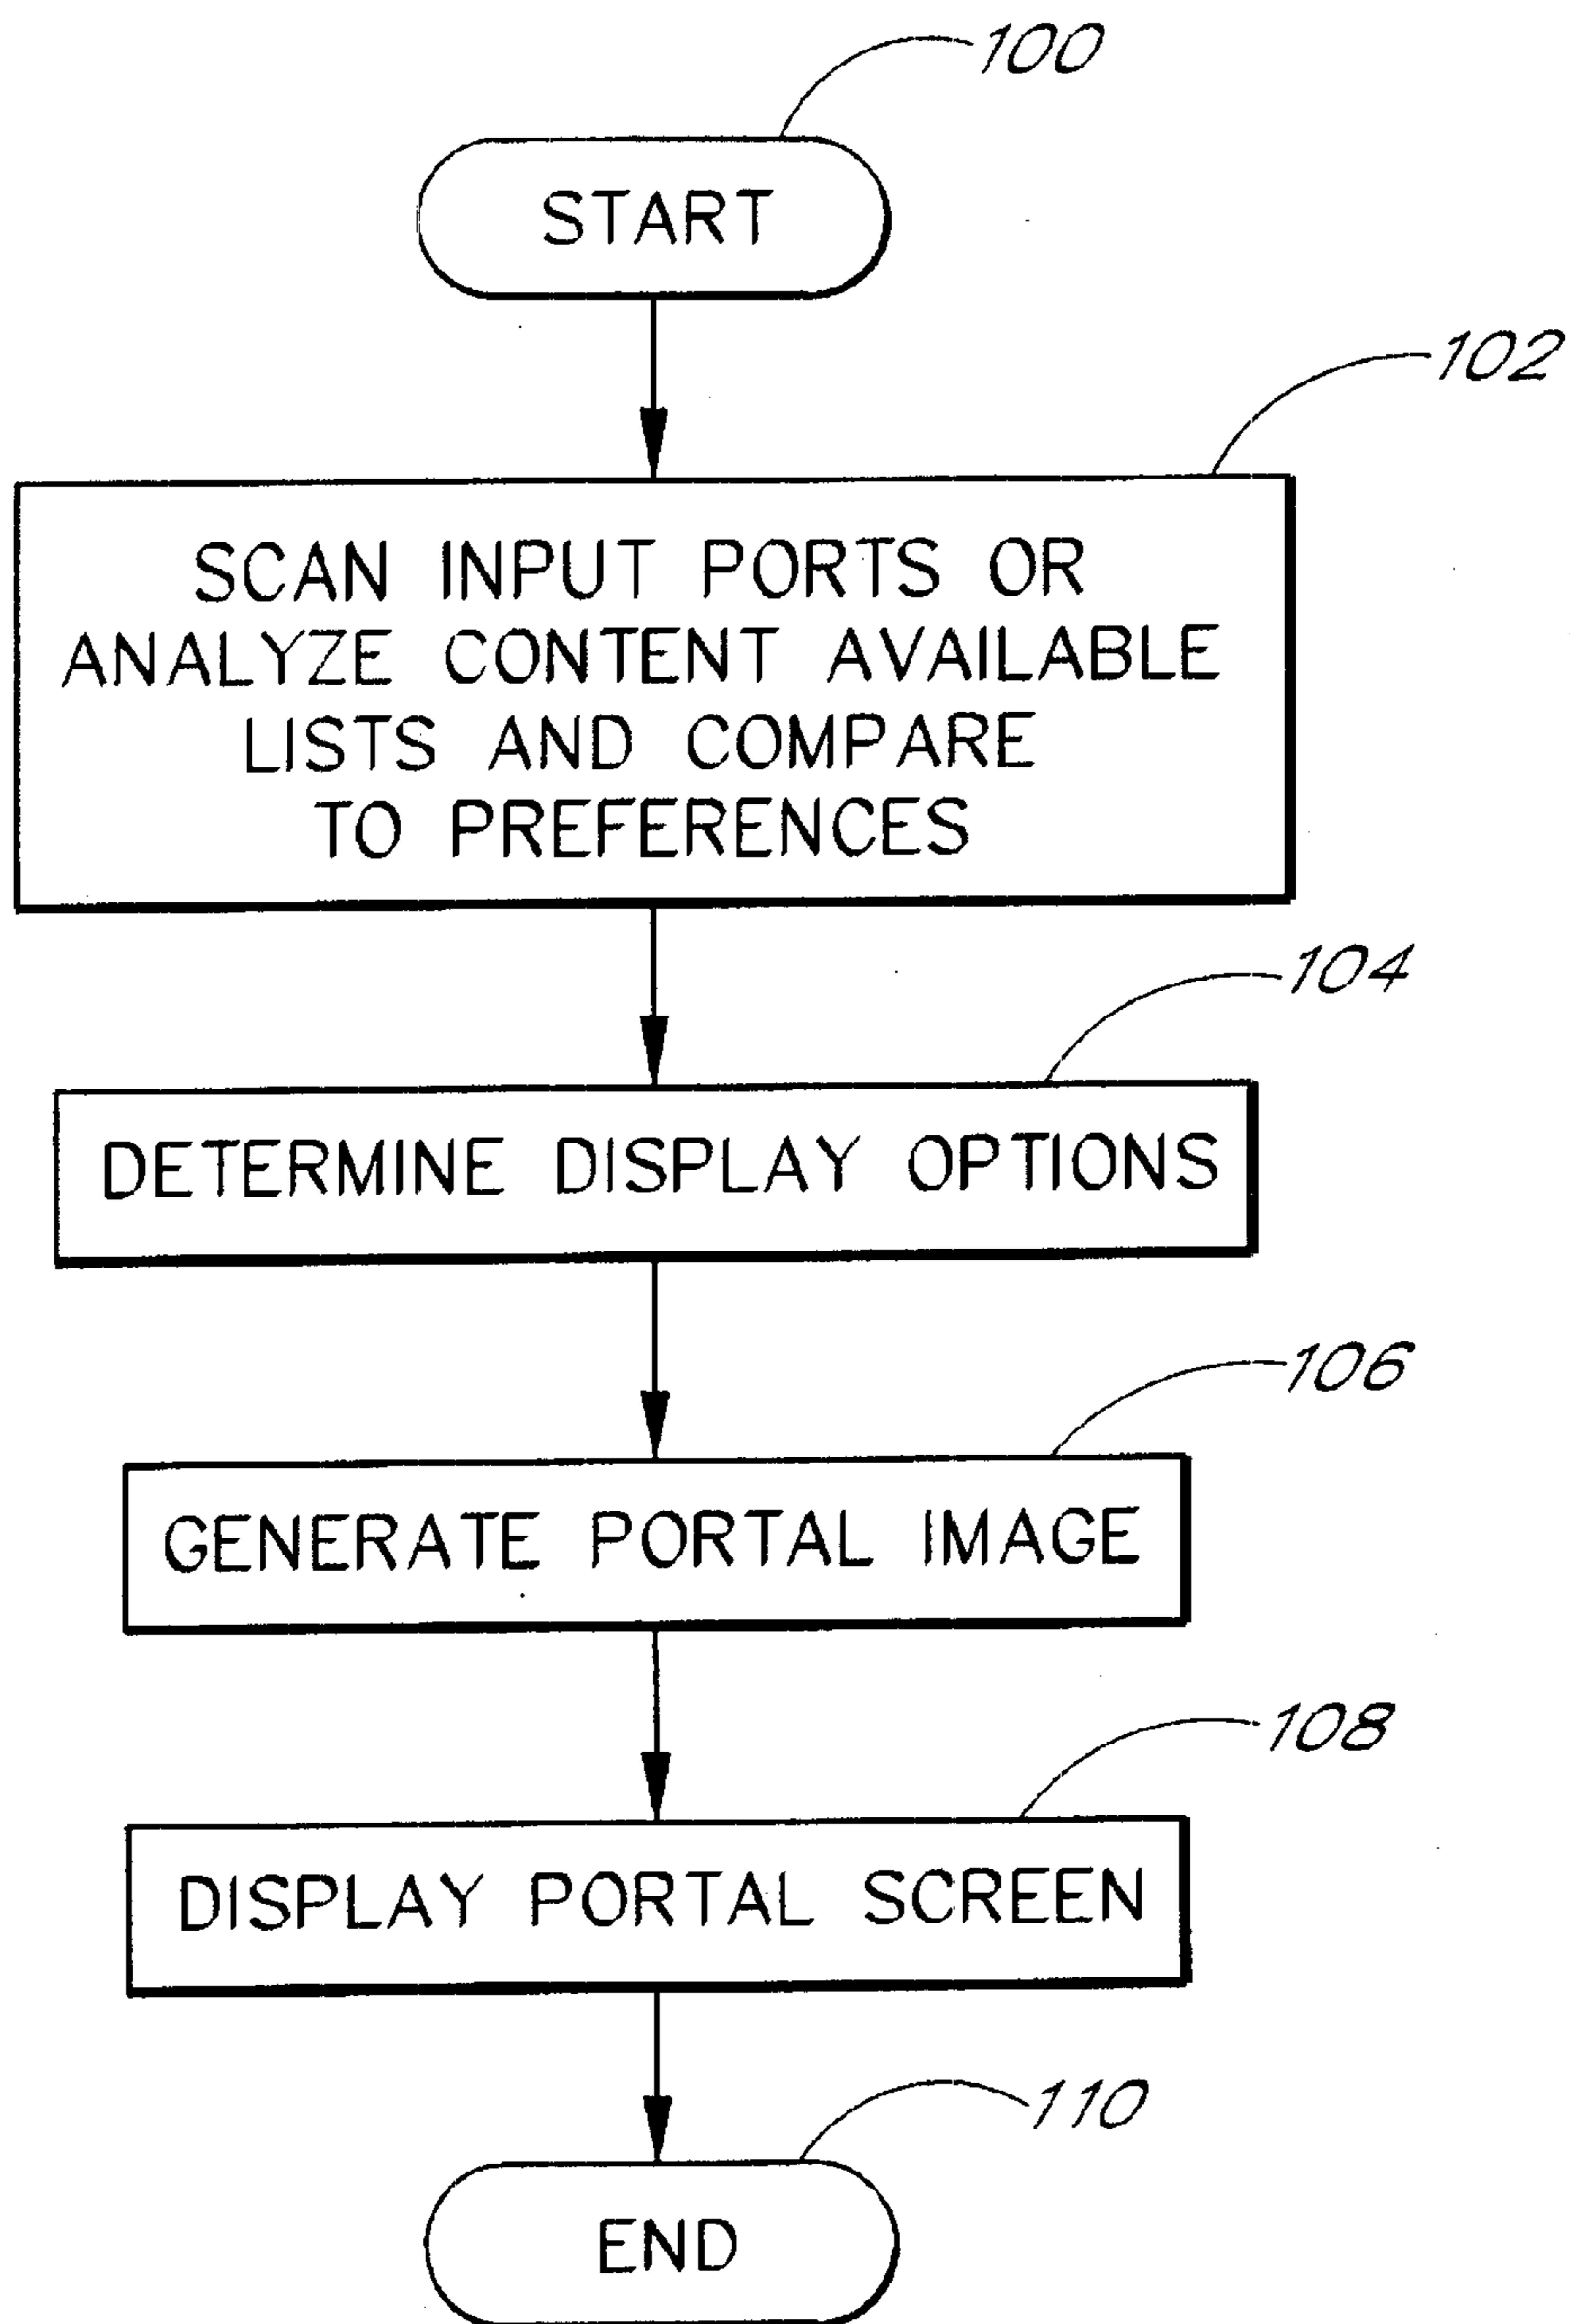 100
START
102
SCAN INPUT PORTS OR
ANALYZE CONTENT AVAILABLE
LISTS AND COMPARE
TO PREFERENCES
104
DETERMINE DISPLAY OPTIONS
106
GENERATE PORTAL IMAGE
108
DISPLAY PORTAL SCREEN
110
END